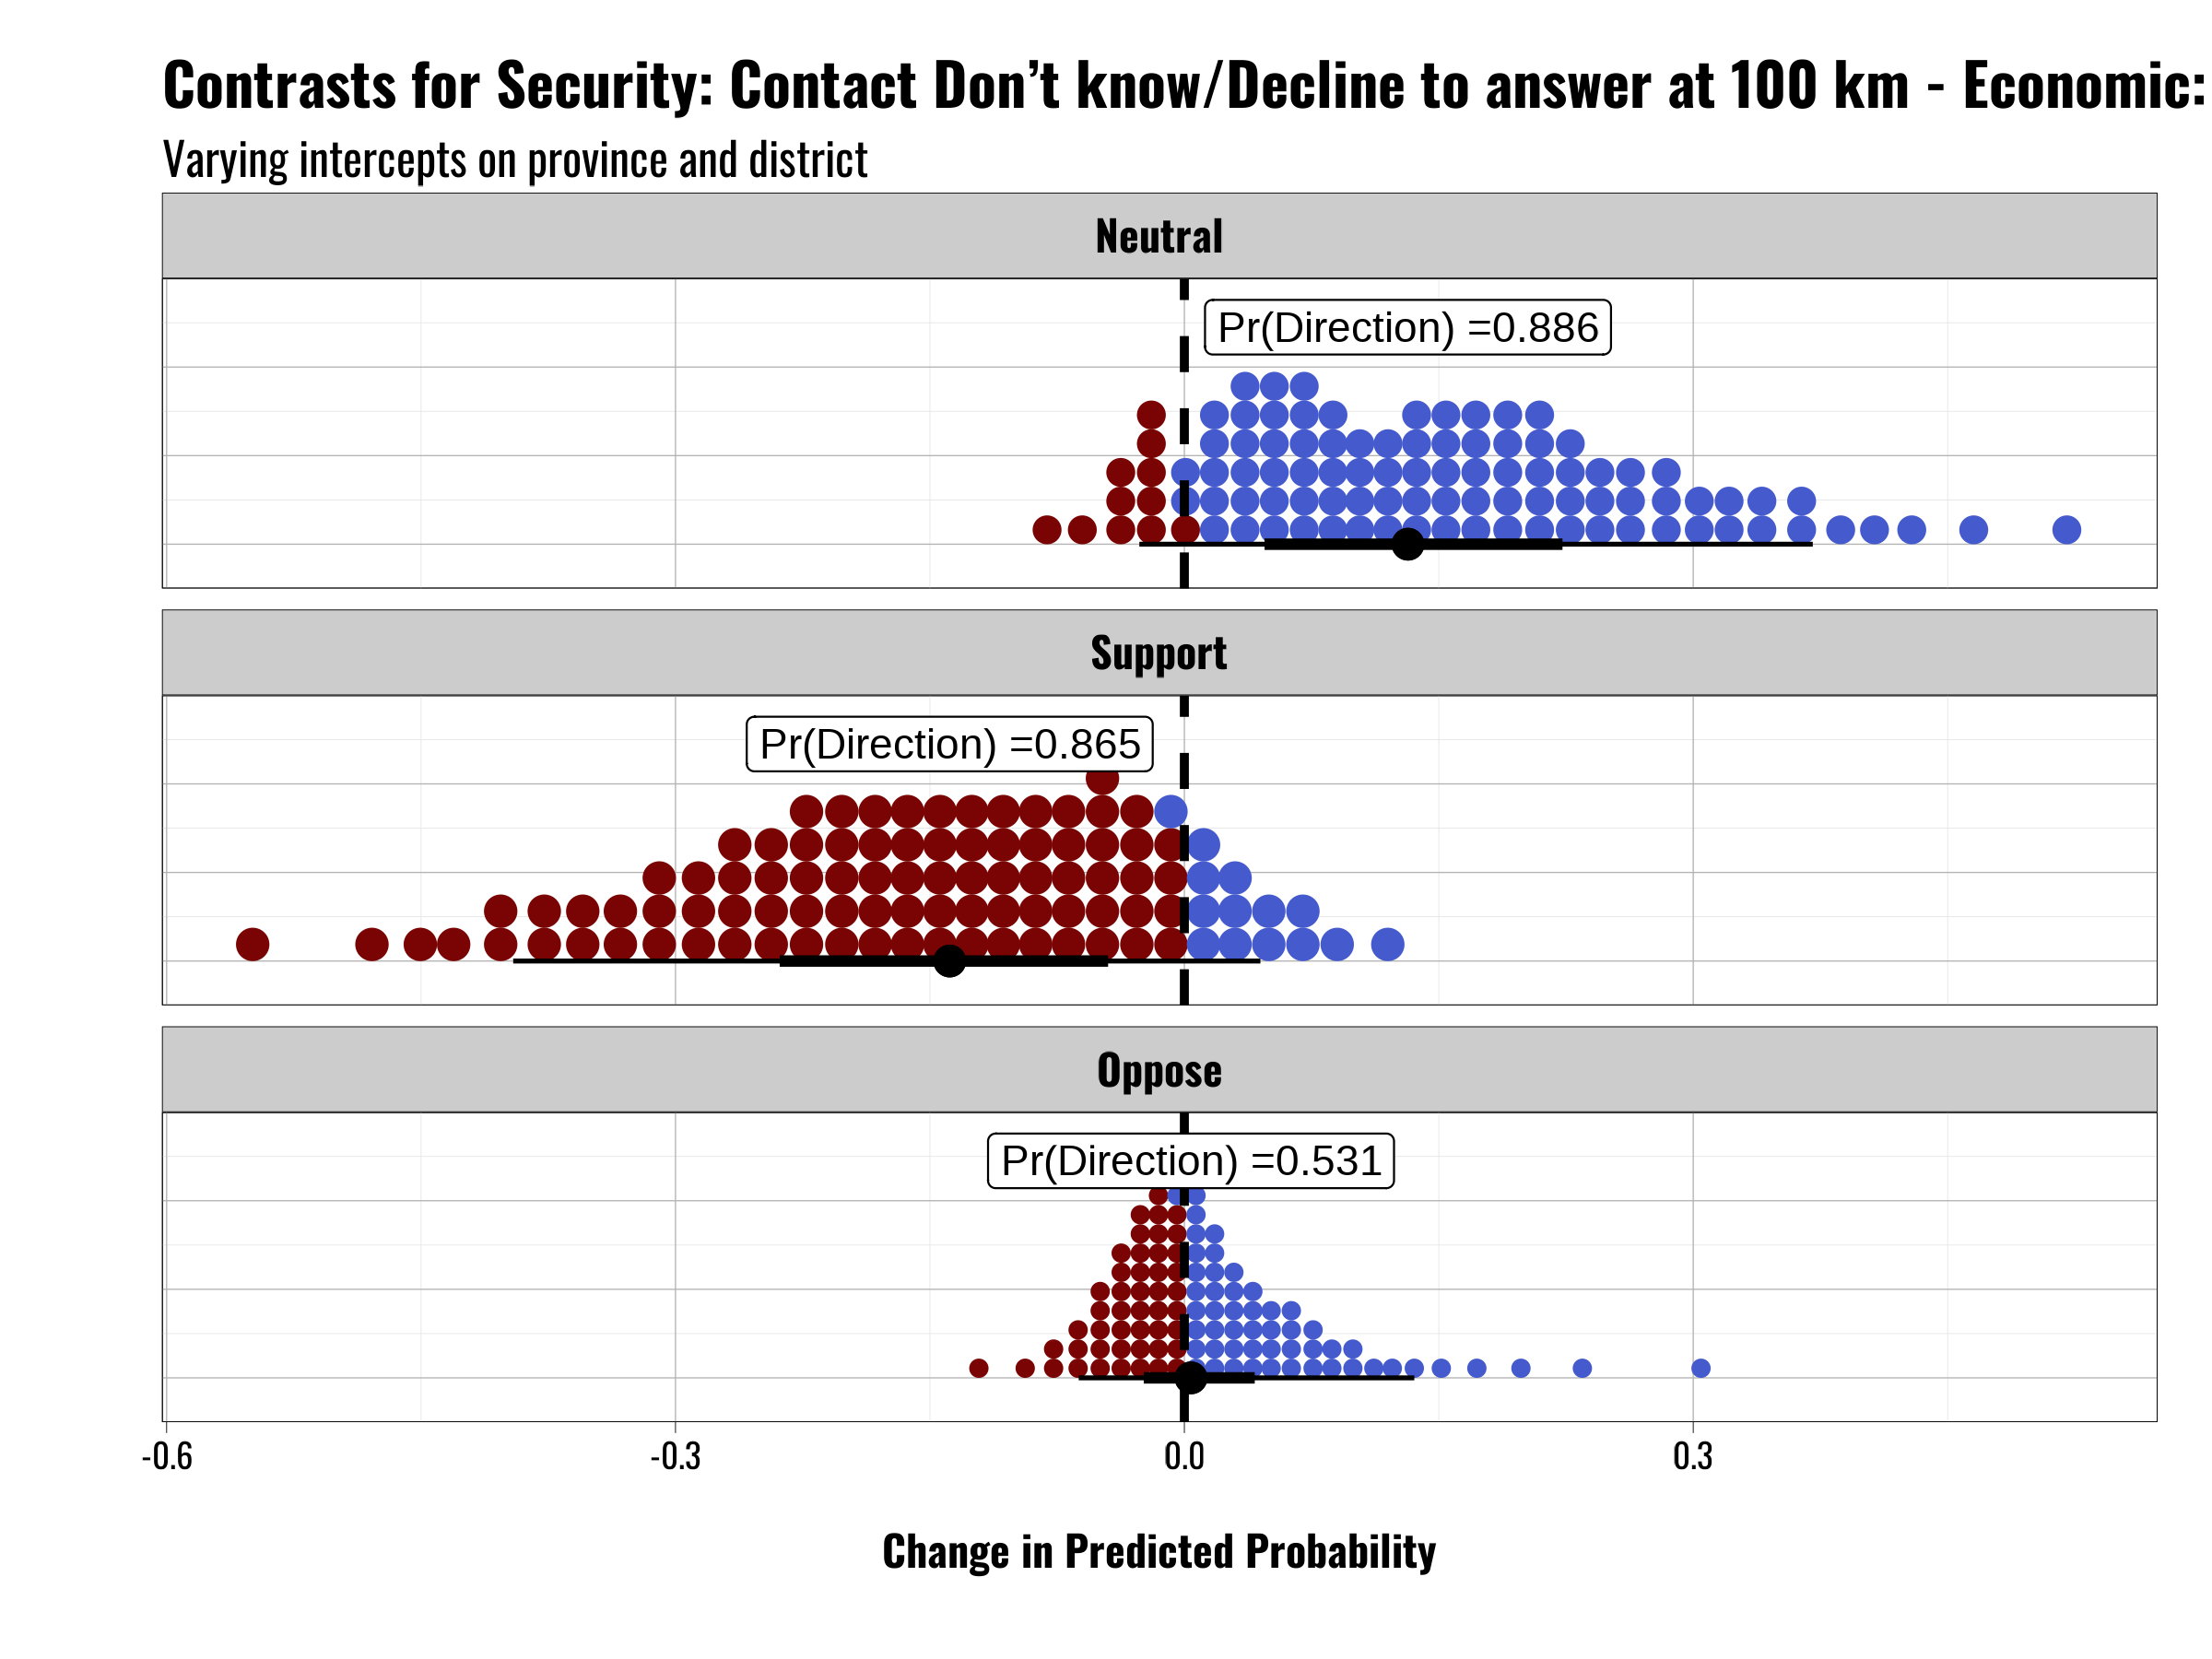 Contrasts for Security: Contact Don’t know/Decline to answer at 100 km - Economic:
Varying intercepts on province and district
Neutral
Pr(Direction) =0.886
Support
Pr(Direction) =0.865
Oppose
Pr(Direction) =0.531
-0.6 -0.3 0.0 0.3
Change in Predicted Probability